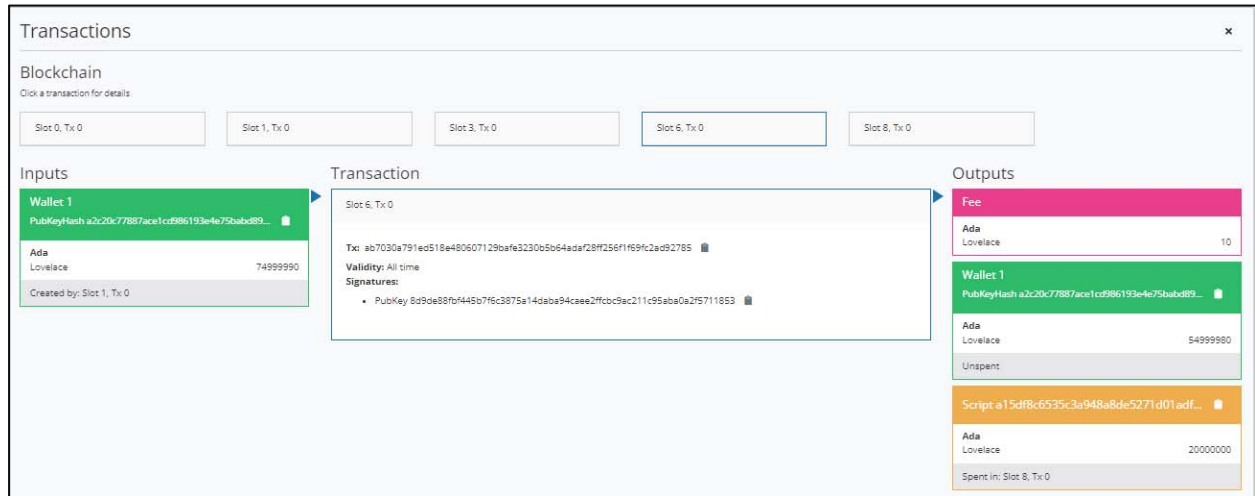 Transactions
×
Blockchain
Click a transaction for details
Slot 0, Tx 0
Slot 1, Tx 0
Slot 3, Tx 0
Slot 6, Tx 0
Slot 8, Tx 0
Inputs
Wallet 1
PubKeyHash a2c20c77887ace1cd986193e4e75babd89...
Ada
Lovelace 74999990
Created by: Slot 1, Tx 0
Transaction
Slot 6, Tx 0
Tx: ab7030a791ed518e480607129bafe3230b5b64adaf28ff256f1f69fc2ad92785
Validity: All time
Signatures:
• PubKey 8d9de88fbf445b7f6c3875a14daba94caee2ffcbc9ac211c95aba0a2f5711853
Outputs
Fee
Ada
Lovelace 10
Wallet 1
PubKeyHash a2c20c77887ace1cd986193e4e75babd89...
Ada
Lovelace 54999980
Unspent
Script a15df8c6535c3a948a8de5271d01adf...
Ada
Lovelace 20000000
Spent in: Slot 8, Tx 0